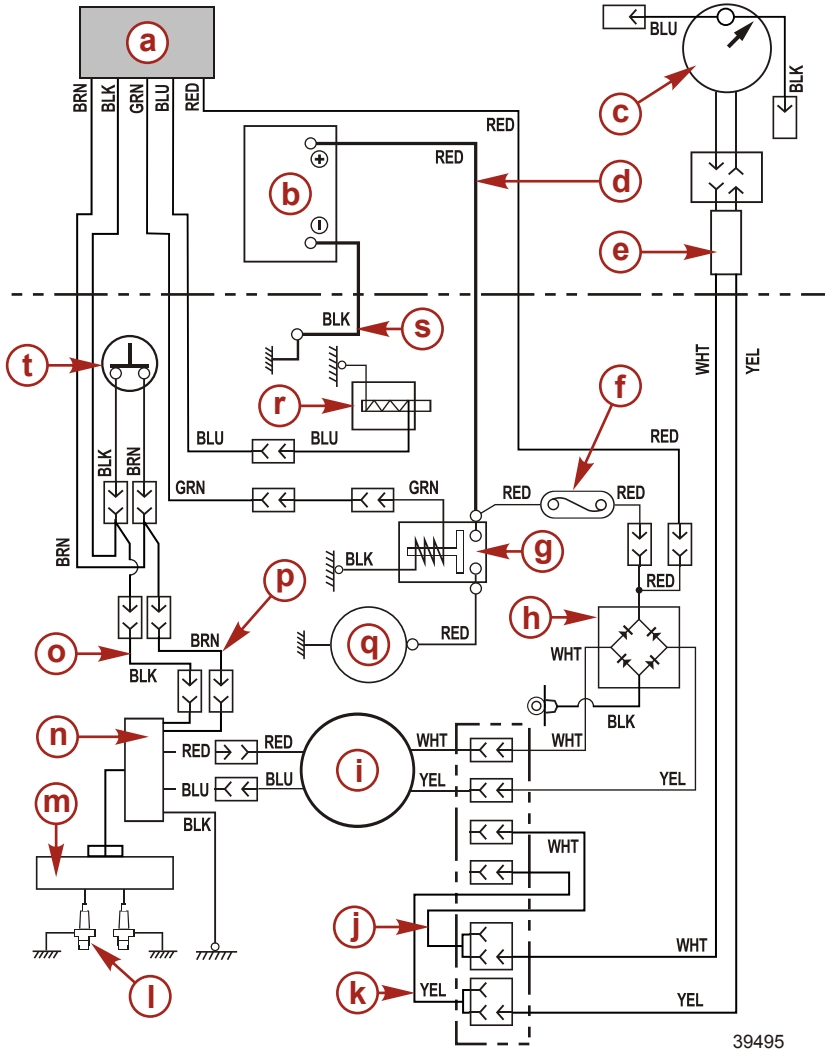 a
BLU
BRN
BLK
GRN
BLU
RED
BLK
c
RED
RED
b
d
e
BLK
s
t
WHT
YEL
r
f
BLU
BLU
RED
BLK
BRN
GRN
GRN
RED
RED
g
BRN
BLK
RED
p
h
q
RED
o
BRN
WHT
BLK
BLK
n
RED
RED
WHT
WHT
i
BLU
BLU
YEL
YEL
m
BLK
WHT
j
WHT
l
k
YEL
YEL
39495